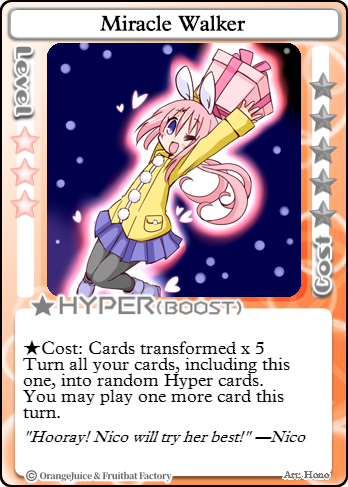 Miracle Walker
Level
Cost
★HYPER(BOOST)
★Cost: Cards transformed x 5
Turn all your cards, including this
one, into random Hyper cards.
You may play one more card this
turn.
"Hooray! Nico will try her best!" —Nico
© OrangeJuice & Fruitbat Factory
Art: Hono